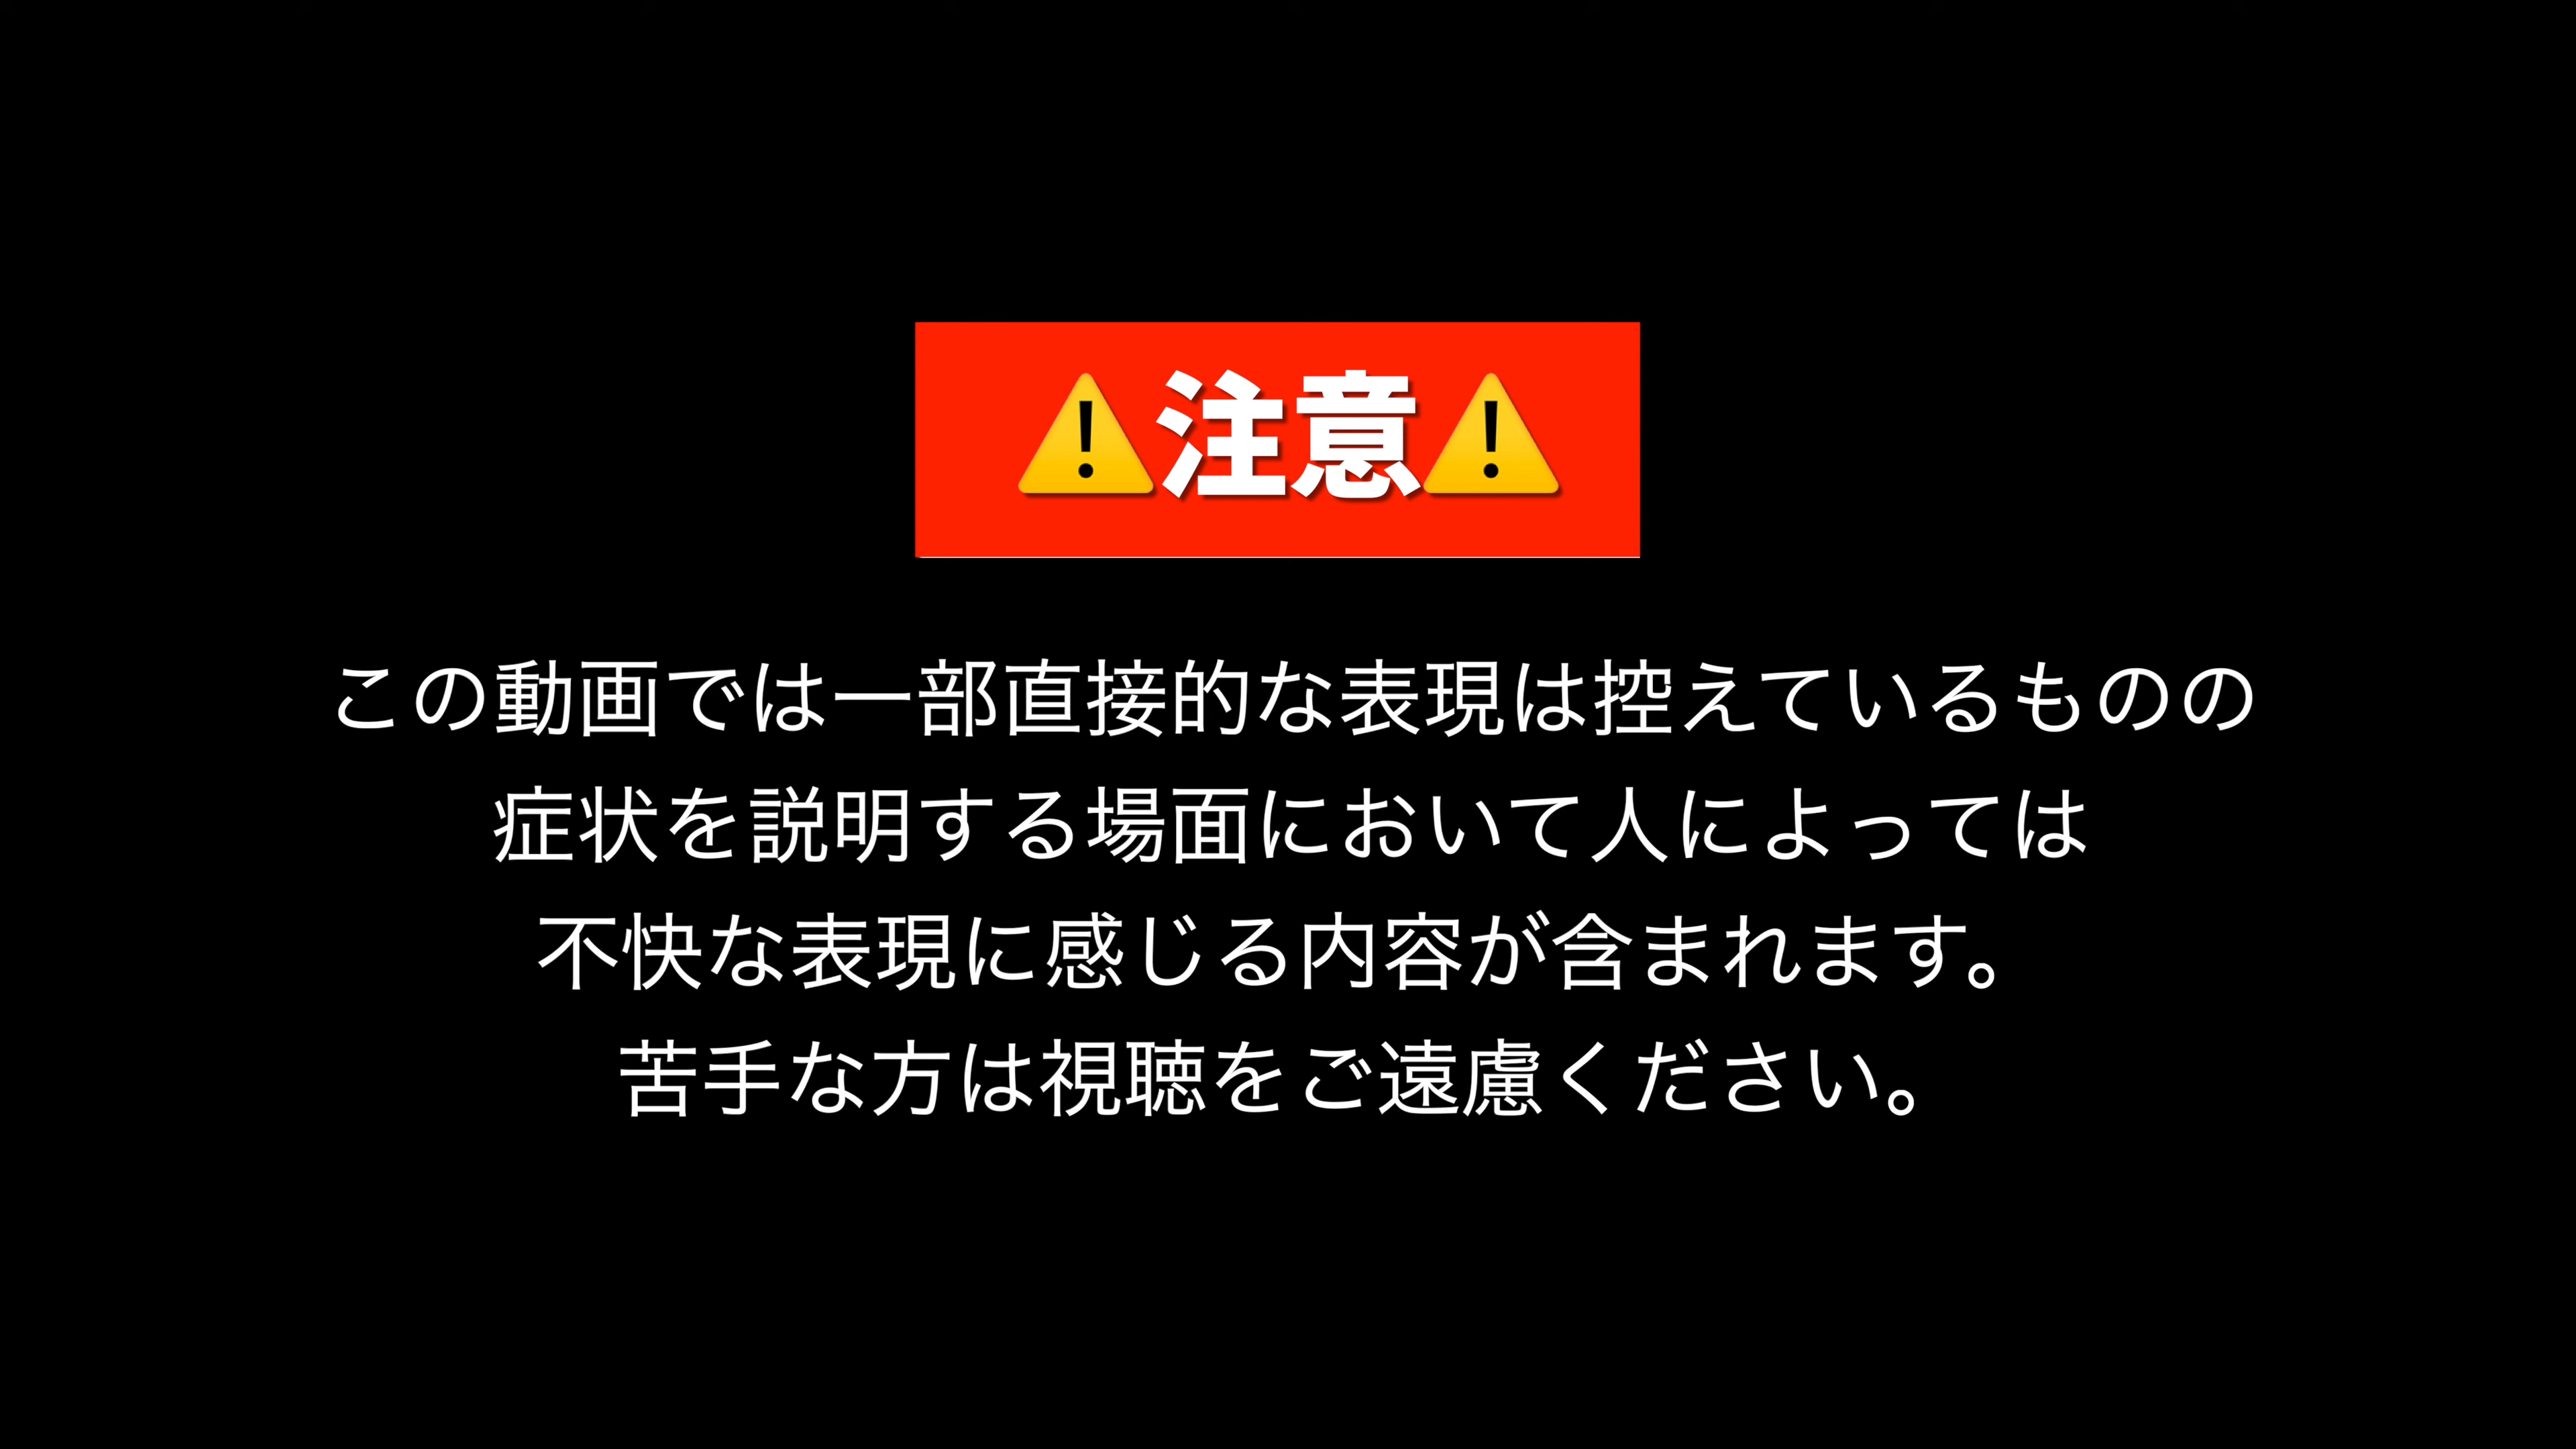 ⚠️注意⚠️
この動画では一部直接的な表現は控えているものの
症状を説明する場面において人によっては
不快な表現に感じる内容が含まれます。
苦手な方は視聴をご遠慮ください。